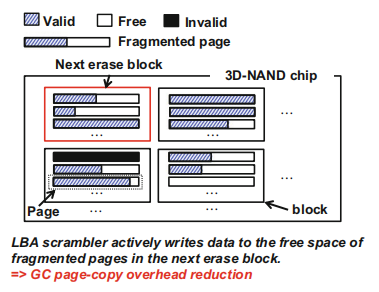 Valid Free Invalid
Fragmented page
Next erase block
3D-NAND chip
... ...
...
... ...
...
Page
... ...
block
LBA scrambler actively writes data to the free space of
fragmented pages in the next erase block.
=> GC page-copy overhead reduction